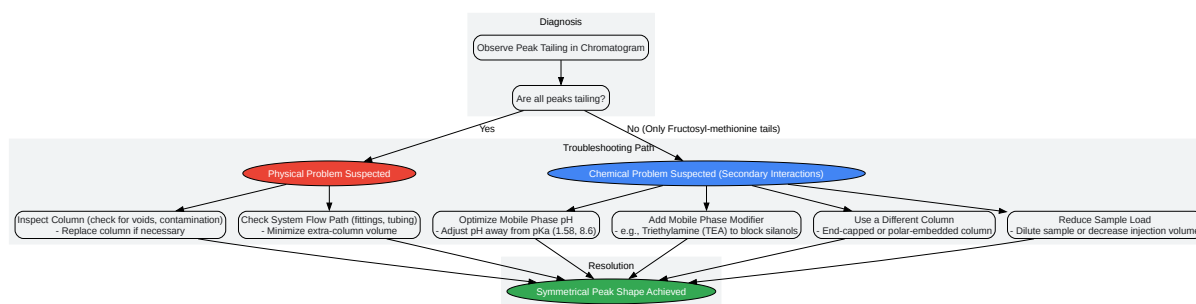 Diagnosis
Observe Peak Tailing in Chromatogram
Are all peaks tailing?
Yes
No (Only Fructosyl-methionine tails)
Troubleshooting Path
Physical Problem Suspected
Chemical Problem Suspected (Secondary Interactions)
Inspect Column (check for voids, contamination)
- Replace column if necessary
Check System Flow Path (fittings, tubing)
- Minimize extra-column volume
Optimize Mobile Phase pH
- Adjust pH away from pKa (1.58, 8.6)
Add Mobile Phase Modifier
- e.g., Triethylamine (TEA) to block silanols
Use a Different Column
- End-capped or polar-embedded column
Reduce Sample Load
- Dilute sample or decrease injection volume
Resolution
Symmetrical Peak Shape Achieved